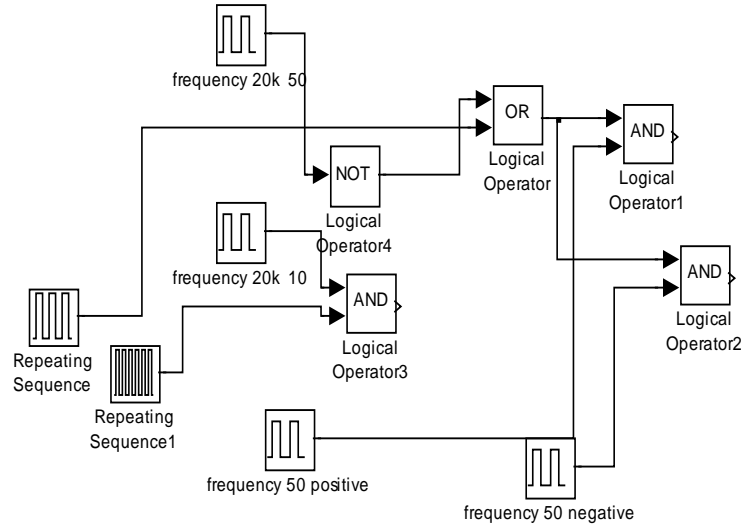 frequency 20k 50
OR
Logical
Operator
AND
Logical
Operator1
NOT
Logical
Operator4
frequency 20k 10
AND
Logical
Operator3
AND
Logical
Operator2
Repeating
Sequence
Repeating
Sequence1
frequency 50 positive
frequency 50 negative